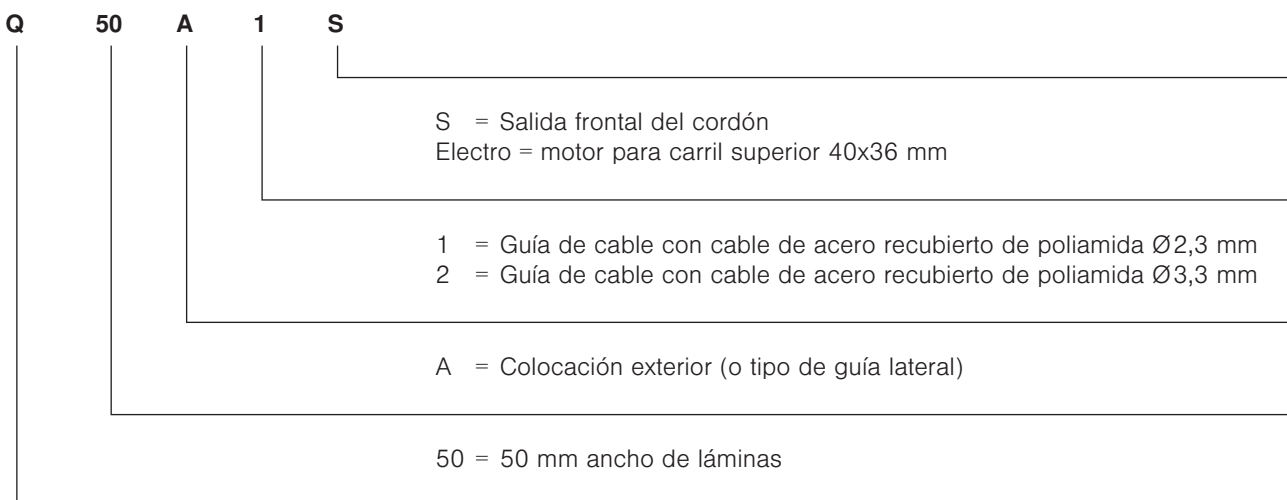 Q 50 A 1 S
S = Salida frontal del cordón
Electro = motor para carril superior 40x36 mm
1 = Guía de cable con cable de acero recubierto de poliamida Ø2,3 mm
2 = Guía de cable con cable de acero recubierto de poliamida Ø3,3 mm
A = Colocación exterior (o tipo de guía lateral)
50 = 50 mm ancho de láminas